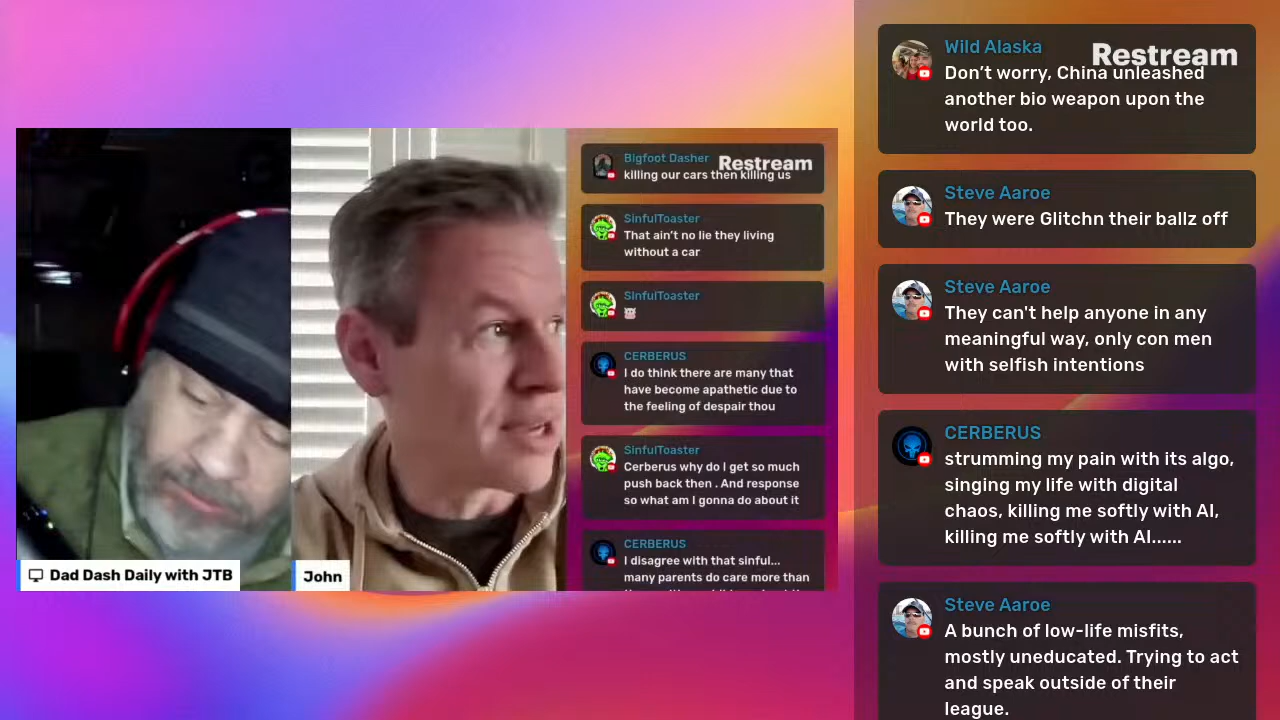 Bigfoot Dasher
Restream
killing our cars then killing us
SinfulToaster
That ain't no lie they living
without a car
SinfulToaster
CERBERUS
I do think there are many that
have become apathetic due to
the feeling of despair thou
SinfulToaster
Cerberus why do I get so much
push back then . And response
so what am I gonna do about it
CERBERUS
I disagree with that sinful...
many parents do care more than
Dad Dash Daily with JTB
John
Wild Alaska
Restream
Don't worry, China unleashed
another bio weapon upon the
world too.
Steve Aaroe
They were Glitchn their ballz off
Steve Aaroe
They can't help anyone in any
meaningful way, only con men
with selfish intentions
CERBERUS
strumming my pain with its algo,
singing my life with digital
chaos, killing me softly with AI,
killing me softly with AI......
Steve Aaroe
A bunch of low-life misfits,
mostly uneducated. Trying to act
and speak outside of their
league.